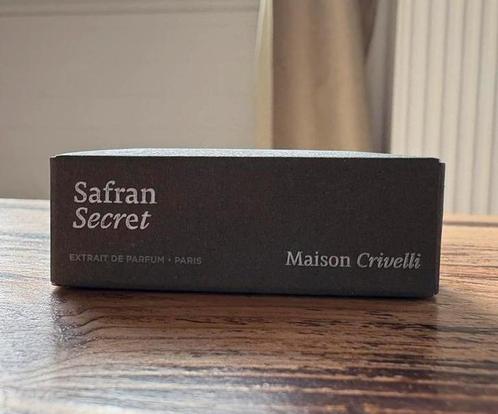 Safran
Secret
EXTRAIT DE PARFUM • PARIS
Maison Crivelli